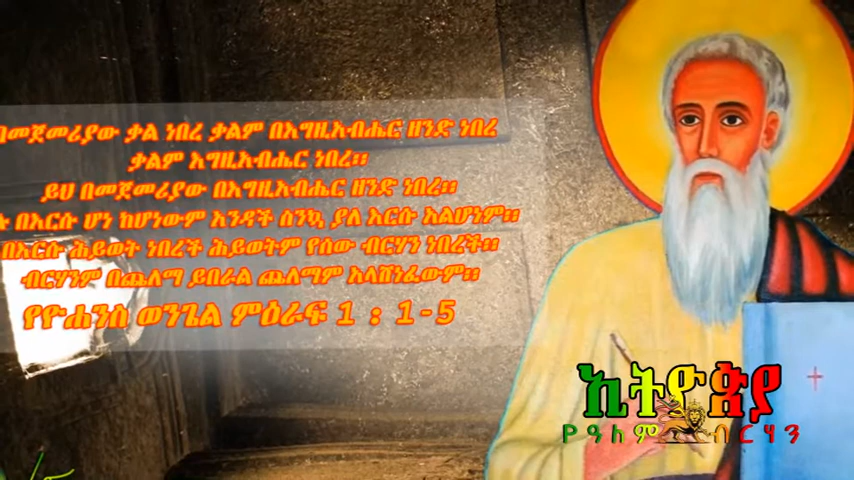 በመጀመሪያው ቃል ነበረ ቃልም በእግዚአብሔር ዘንድ ነበረ
ቃልም እግዚአብሔር ነበረ፡፡
ይህ በመጀመሪያው በእግዚአብሔር ዘንድ ነበረ፡፡
በእርሱ ሆነ ከሆነውም አንዳች ስንኳ ያለ እርሱ አልሆነም፡፡
በእርሱ ሕይወት ነበረች ሕይወትም የሰው ብርሃን ነበረች፡፡
ብርሃንም በጨለማ ይበራል ጨለማም አላሸነፈውም፡፡
የዮሐንስ ወንጌል ምዕራፍ 1 : 1-5
ኢትዮጵያ
የዓለም ብርሃን